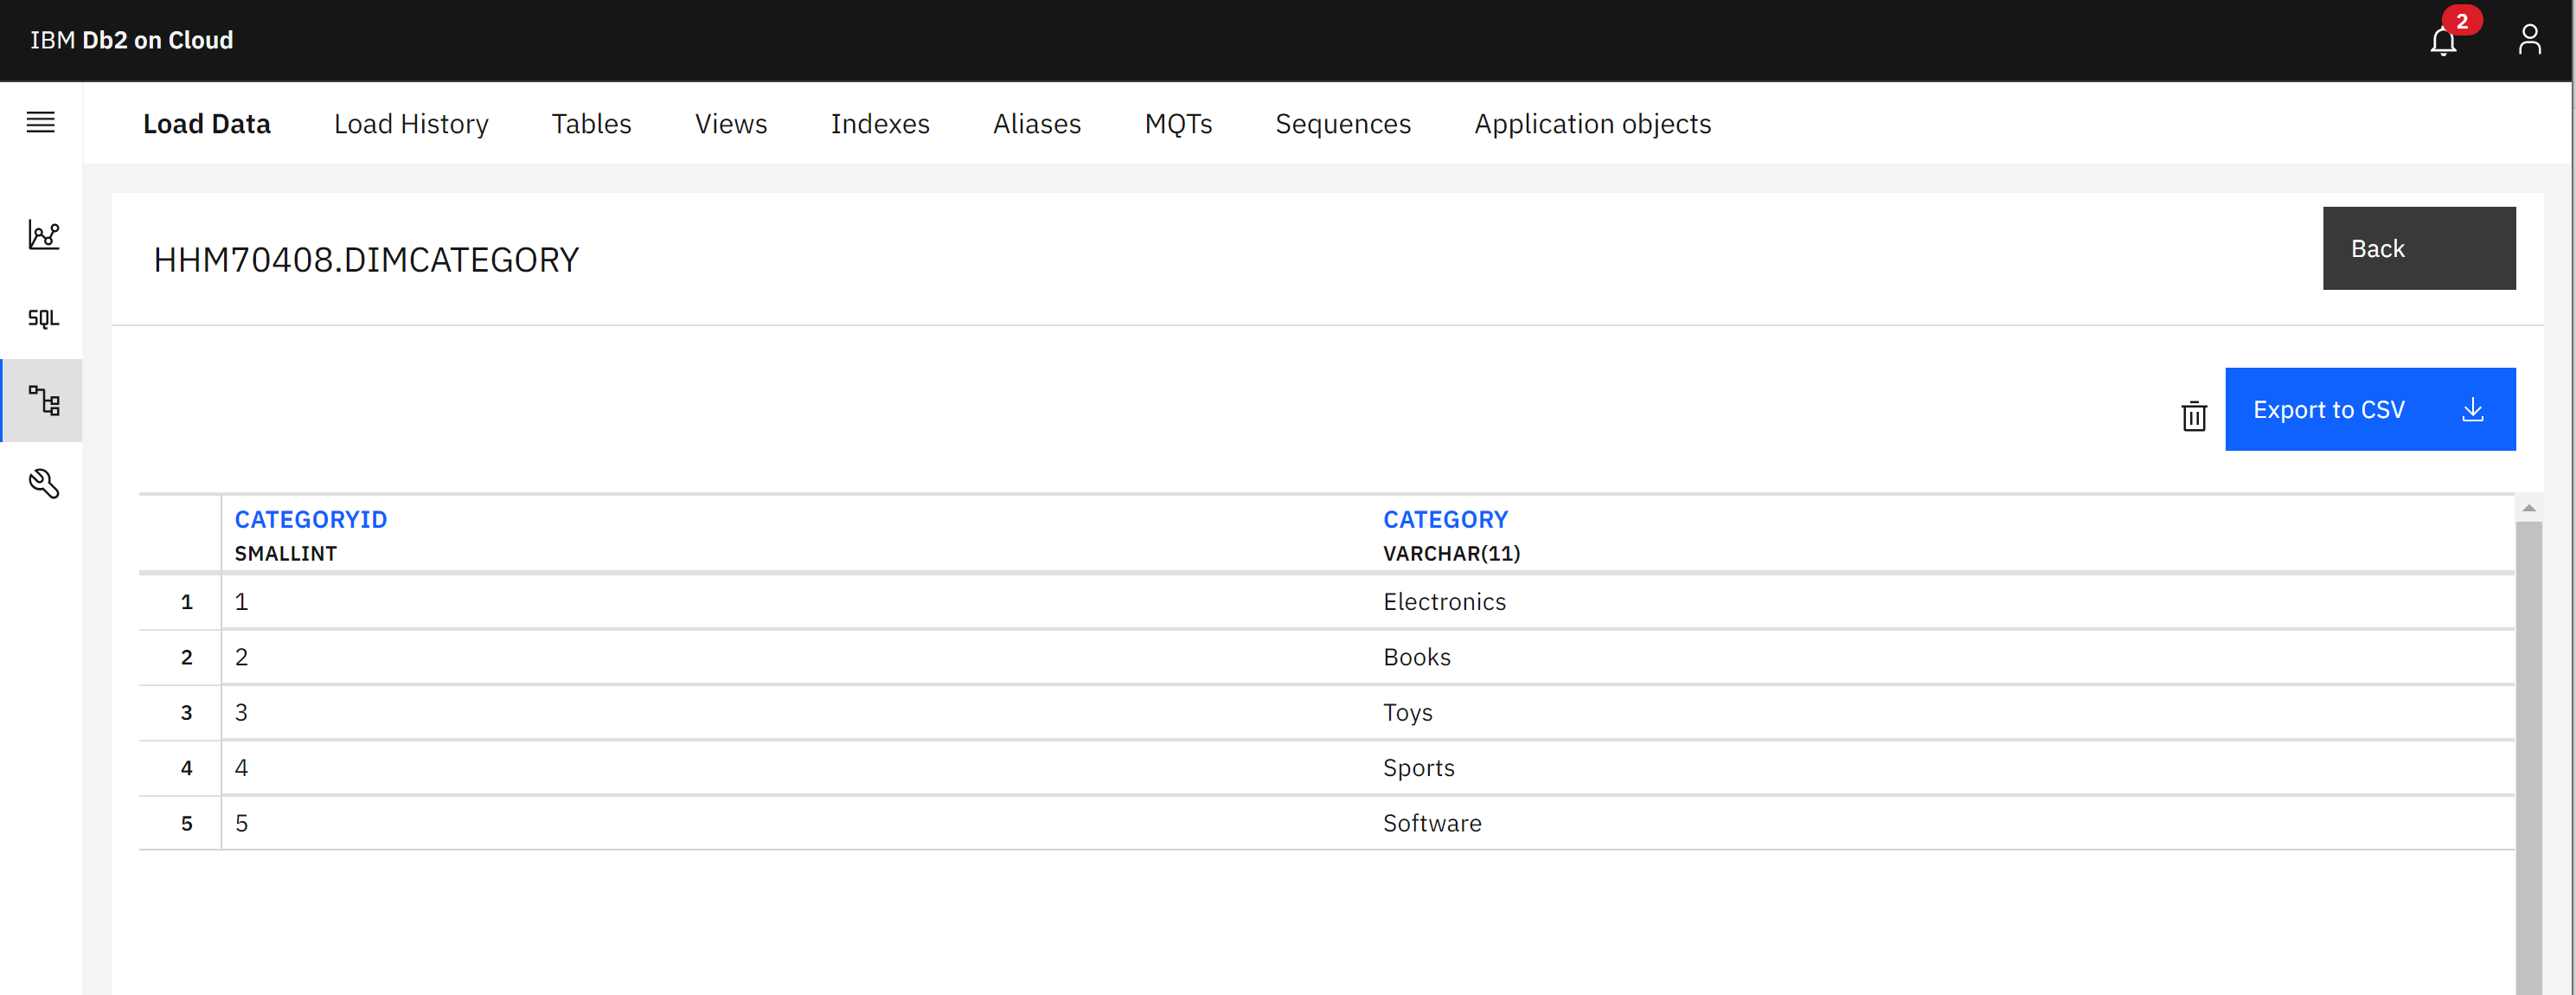 IBM Db2 on Cloud
2
Load Data Load History Tables Views Indexes Aliases MQTs Sequences Application objects
HHM70408.DIMCATEGORY
Back
SQL
Export to CSV
CATEGORYID CATEGORY
SMALLINT VARCHAR(11)
1 1 Electronics
2 2 Books
3 3 Toys
4 4 Sports
5 5 Software